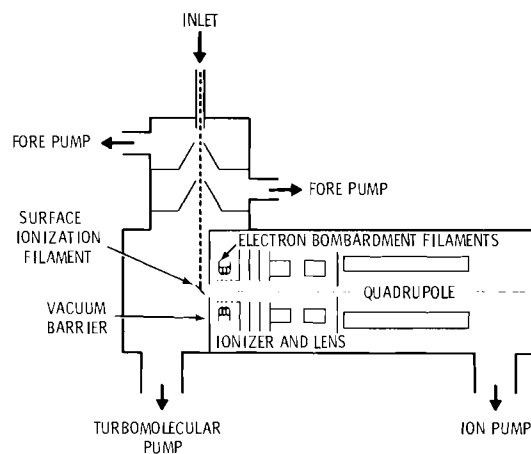 INLET
FORE PUMP
FORE PUMP
SURFACE
IONIZATION
FILAMENT
ELECTRON BOMBARDMENT FILAMENTS
QUADRUPOLE
VACUUM
BARRIER
IONIZER AND LENS
TURBOMOLECULAR
PUMP
ION PUMP